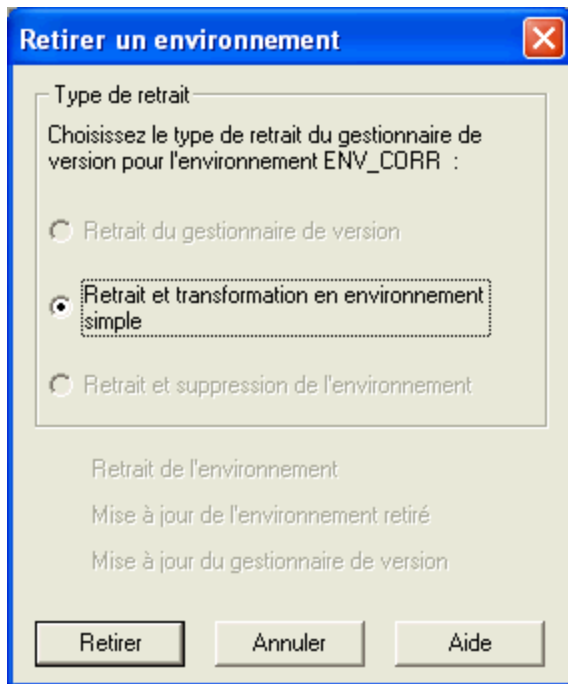 Retirer un environnement
Type de retrait
Choisissez le type de retrait du gestionnaire de
version pour l'environnement ENV_CORR :
Retrait du gestionnaire de version
Retrait et transformation en environnement
simple
Retrait et suppression de l'environnement
Retrait de l'environnement
Mise à jour de l'environnement retiré
Mise à jour du gestionnaire de version
Retirer Annuler Aide